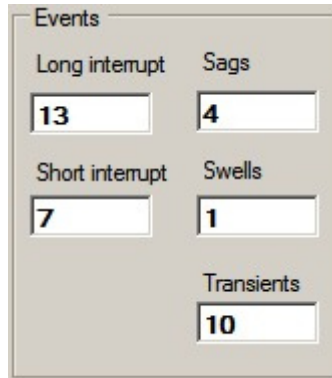 Events
Long interrupt Sags
13 4
Short interrupt Swells
7 1
Transients
10